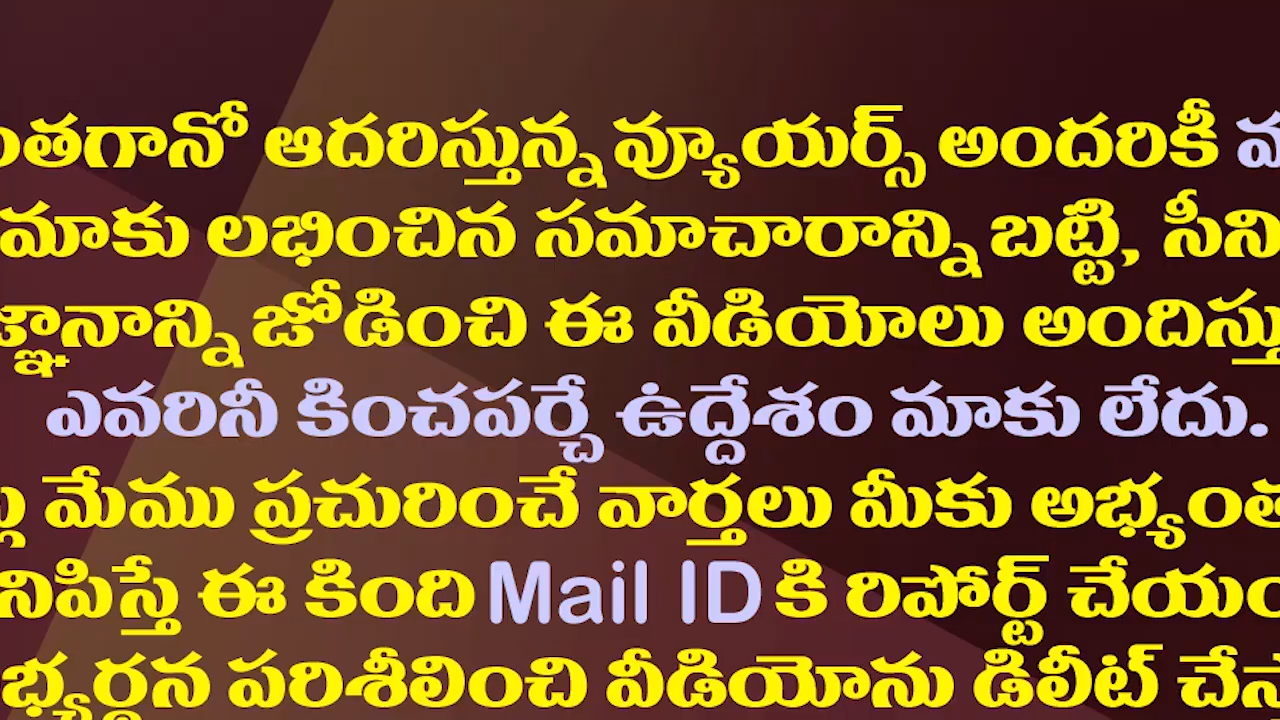 ంతగానో ఆదరిస్తున్న వ్యూయర్స్ అందరికీ
మాకు లభించిన సమాచారాన్ని బట్టి, సీని
జ్ఞానాన్ని జోడించి ఈ వీడియోలు అందిస్తు
ఎవరినీ కించపర్చే ఉద్దేశం మాకు లేదు.
మేము ప్రచురించే వార్తలు మీకు అభ్యంత
నిపిస్తే ఈ కింది Mail ID కి రిపోర్ట్ చేయం
భ్యర్థన పరిశీలించి వీడియోను డిలీట్ చేస